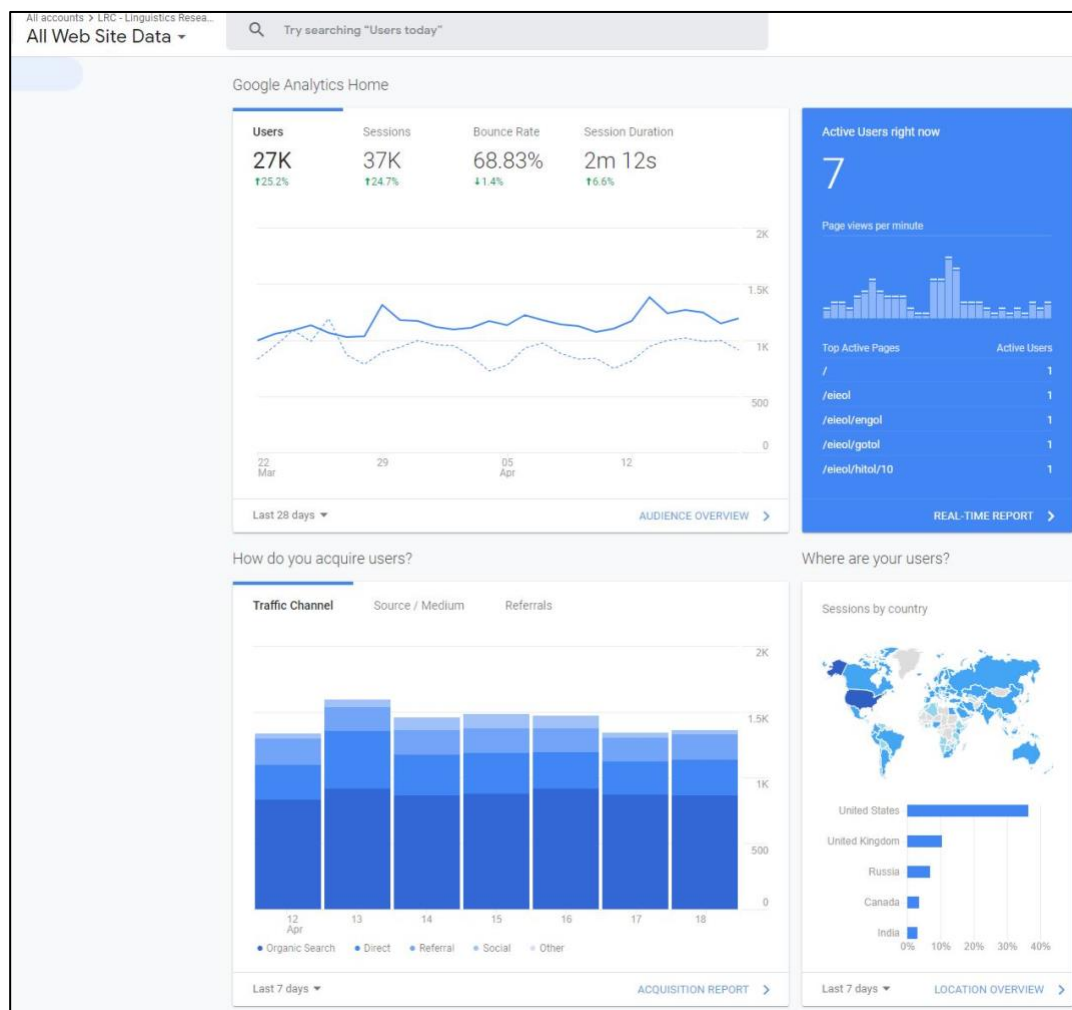 All accounts > LRC - Linguistics Resea...
All Web Site Data
Try searching “Users today”
Google Analytics Home
Users Sessions Bounce Rate Session Duration
27K 37K 68.83% 2m 12s
↑25.2% ↑24.7% ↓1.4% ↑6.6%
2K
1.5K
1K
500
0
22 29 05 12
Mar Apr
Last 28 days AUDIENCE OVERVIEW
Active Users right now
7
Page views per minute
Top Active Pages Active Users
/ 1
/eieol 1
/eieol/engol 1
/eieol/gotol 1
/eieol/hitol/10 1
REAL-TIME REPORT
How do you acquire users?
Traffic Channel Source / Medium Referrals
2K
1.5K
1K
500
0
12 13 14 15 16 17 18
Apr
Organic Search Direct Referral Social Other
Last 7 days ACQUISITION REPORT
Where are your users?
Sessions by country
United States
United Kingdom
Russia
Canada
India
0% 10% 20% 30% 40%
Last 7 days LOCATION OVERVIEW